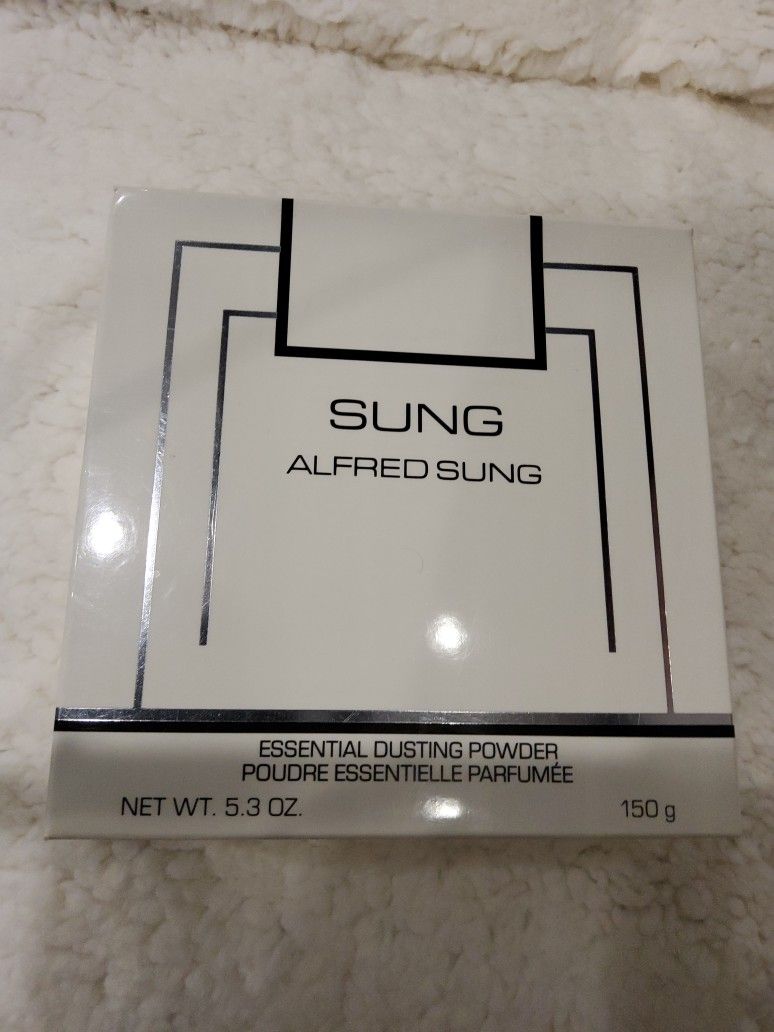 SUNG
ALFRED SUNG
ESSENTIAL DUSTING POWDER
POUDRE ESSENTIELLE PARFUMÉE
NET WT. 5.3 OZ. 150 g